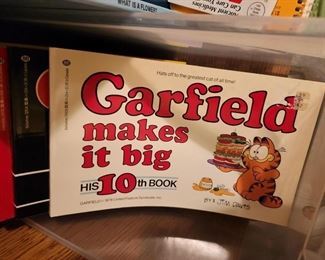 WHAT IS A FLOWER?
Hats off to the greatest cat of all time!
Garfield
makes
it big
HIS 10th BOOK
BY: JIM DAVIS